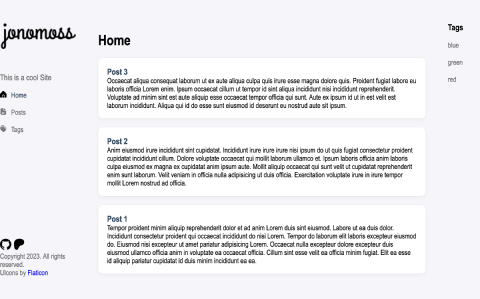 jonomoss
This is a cool Site
Home
Posts
Tags
Copyright 2023. All rights
reserved.
UIcons by Flaticon
Home
Post 3
Occaecat aliqua consequat laborum ut ex aute aliqua culpa quis irure esse magna dolore quis. Proident fugiat labore eu
laboris officia Lorem enim. Ipsum occaecat cillum ut tempor id sint aliqua incididunt nisi incididunt reprehenderit.
Voluptate ad minim sint est aute aliquip esse occaecat tempor officia qui sunt. Aute ex ipsum id ut in est velit est
laborum incididunt. Aliqua qui id do esse sunt eiusmod id deserunt eu nostrud aute sit ipsum.
Post 2
Anim eiusmod irure incididunt sint cupidatat. Incididunt irure irure irure nisi ipsum do ut quis fugiat consectetur proident
cupidatat incididunt cillum. Dolore voluptate occaecat qui mollit laborum ullamco et. Ipsum laboris officia anim laboris
culpa eiusmod ex magna ex cupidatat anim ipsum aute. Mollit aliquip occaecat qui sunt velit ut cupidatat reprehenderit
enim sunt laborum. Velit veniam in officia nulla adipisicing ut duis officia. Exercitation voluptate irure in irure tempor
mollit Lorem nostrud ad officia.
Post 1
Tempor proident minim aliquip reprehenderit dolor et ad anim Lorem duis sint eiusmod. Labore ut ea duis dolor.
Incididunt consectetur proident qui occaecat incididunt do nisi Lorem. Tempor do laborum elit laboris excepteur eiusmod
do. Eiusmod nisi excepteur ut amet pariatur adipisicing Lorem. Occaecat nulla excepteur dolore excepteur duis
eiusmod ullamco officia anim in voluptate ea occaecat officia. Cillum sint esse velit ea officia minim fugiat. Elit ea esse
id aliquip pariatur cupidatat id duis minim incididunt ea ea.
Tags
blue
green
red